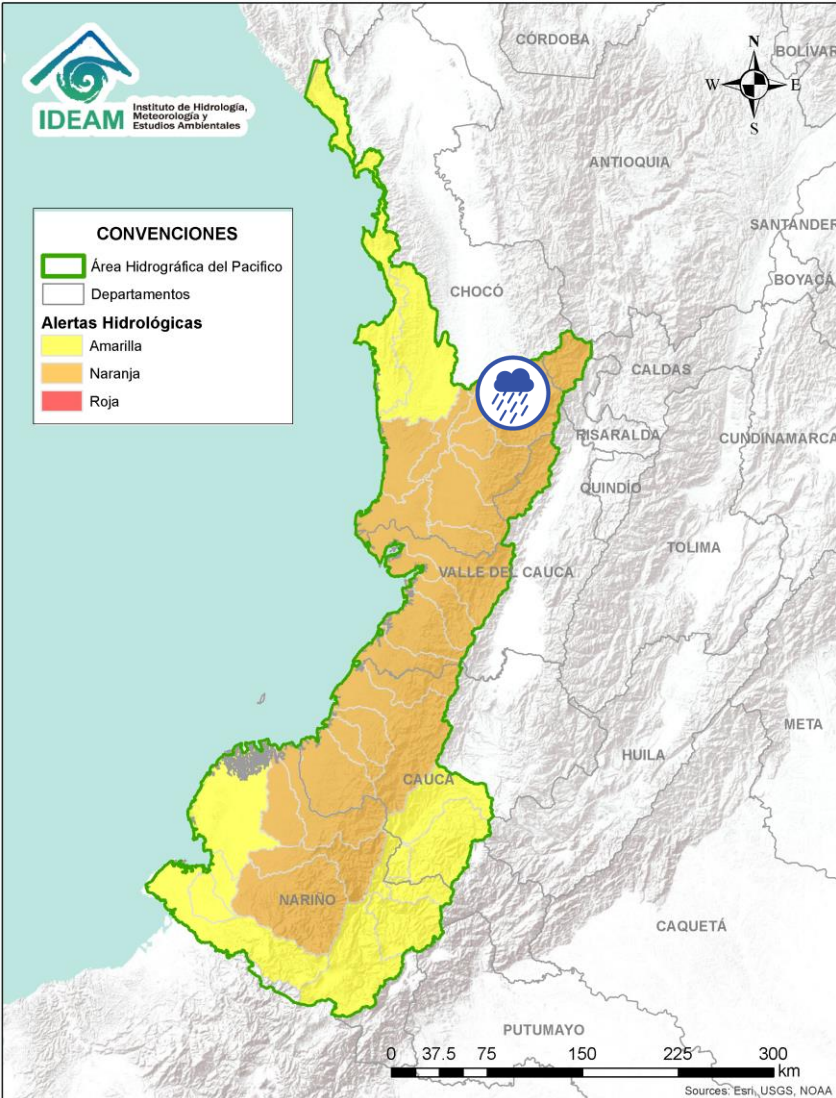 IDEAM
Instituto de Hidrología,
Meteorología y
Estudios Ambientales
N
W
E
S
CONVENCIONES
Área Hidrográfica del Pacifico
Departamentos
Alertas Hidrológicas
Amarilla
Naranja
Roja
CÓRDOBA
BOLÍVAR
ANTIOQUIA
SANTANDER
BOYACÁ
CHOCÓ
CALDAS
RISARALDA
CUNDINAMARCA
QUINDÍO
TOLIMA
VALLE DEL CAUCA
META
HUILA
CAUCA
NARIÑO
CAQUETÁ
PUTUMAYO
0 37.5 75 150 225 300
km
Sources: Esri, USGS, NOAA